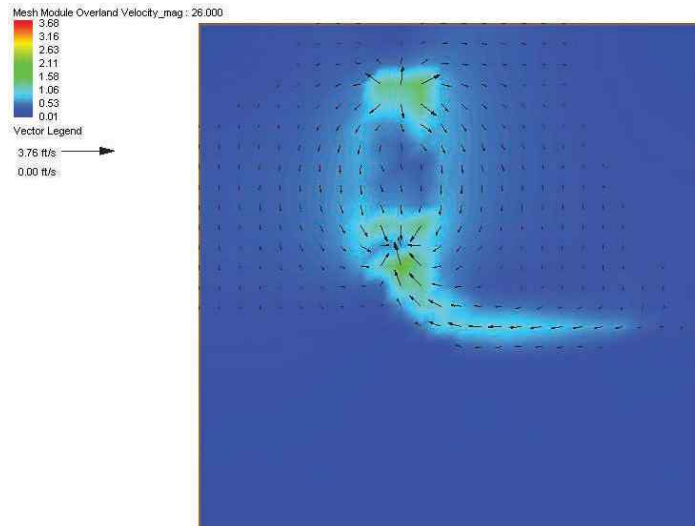 Mesh Module Overland Velocity_mag : 26.000
3.68
3.16
2.63
2.11
1.58
1.06
0.53
0.01
Vector Legend
3.76 ft/s
0.00 ft/s